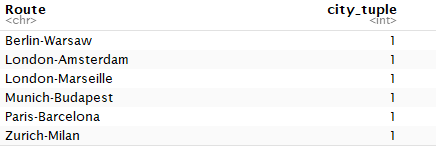 Route city_tuple
<chr> <int>
Berlin-Warsaw 1
London-Amsterdam 1
London-Marseille 1
Munich-Budapest 1
Paris-Barcelona 1
Zurich-Milan 1